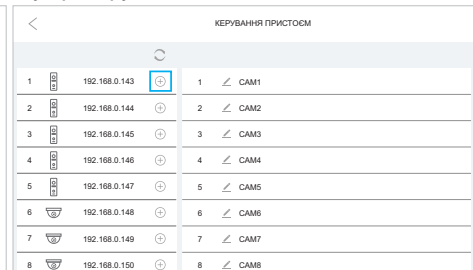 КЕРУВАННЯ ПРИСТОЄМ
1 192.168.0.143 1 CAM1
2 192.168.0.144 2 CAM2
3 192.168.0.145 3 CAM3
4 192.168.0.146 4 CAM4
5 192.168.0.147 5 CAM5
6 192.168.0.148 6 CAM6
7 192.168.0.149 7 CAM7
8 192.168.0.150 8 CAM8